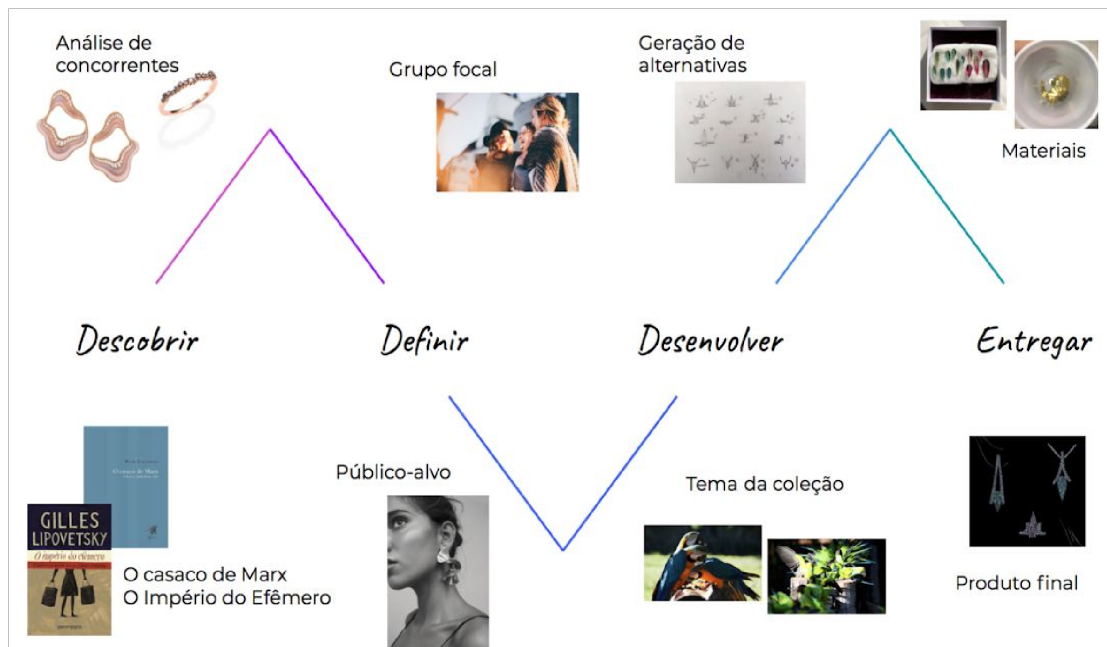 Análise de
concorrentes
Grupo focal
Geração de
alternativas
Materiais
Descobrir
Definir
Desenvolver
Entregar
O casaco de Marx
GILLES
LIPOVETSKY
O império do efêmero
O casaco de Marx
O Império do Efêmero
Público-alvo
Tema da coleção
Produto final